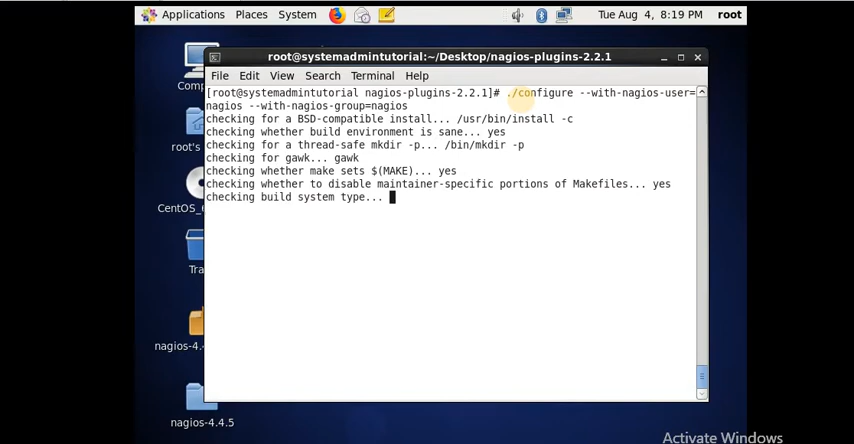 Applications Places System Tue Aug 4, 8:19 PM root
root@systemadmintutorial:~/Desktop/nagios-plugins-2.2.1
File Edit View Search Terminal Help
[root@systemadmintutorial nagios-plugins-2.2.1]# ./configure --with-nagios-user=
nagios --with-nagios-group=nagios
checking for a BSD-compatible install... /usr/bin/install -c
checking whether build environment is sane... yes
checking for a thread-safe mkdir -p... /bin/mkdir -p
checking for gawk... gawk
checking whether make sets $(MAKE)... yes
checking whether to disable maintainer-specific portions of Makefiles... yes
checking build system type...
Comp
root's
CentOS_6
Tra
nagios-4.
nagios-4.4.5
Activate Windows